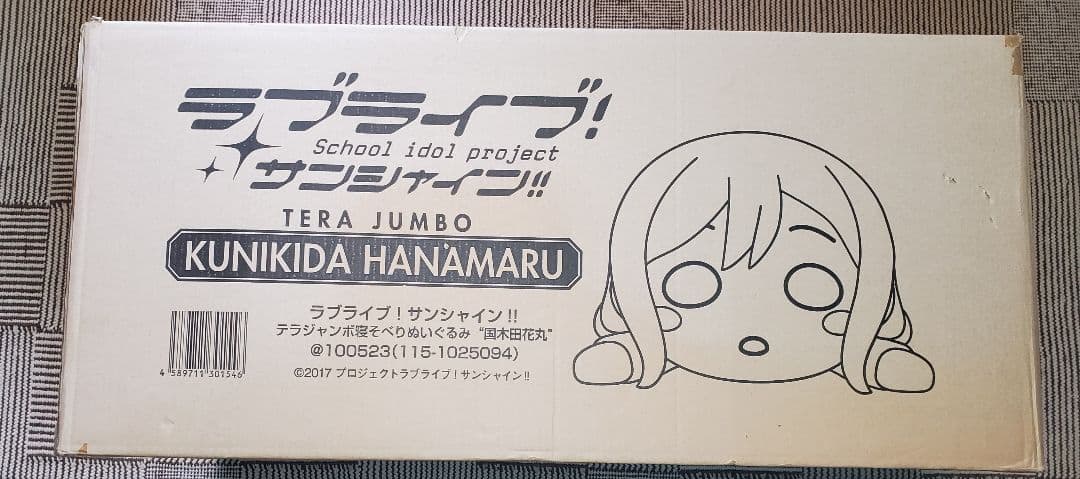 ラブライブ!
School idol project
サンシャイン!!
TERA JUMBO
KUNIKIDA HANAMARU
ラブライブ!サンシャイン!!
テラジャンボ寝そべりぬいぐるみ “国木田花丸”
@100523(115-1025094)
©2017 プロジェクトラブライブ!サンシャイン!!
4 589711 301546